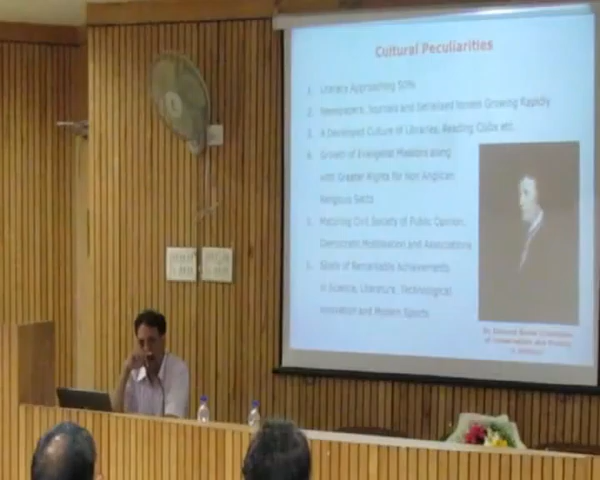 Cultural Peculiarities
1. Literacy Approaching 50%
2. Newspapers, Journals and Serialised Novels Growing Rapidly
3. A Developed Culture of Libraries, Reading Clubs etc
4. Growth of Evangelist Missions along
with Greater Rights for Non Anglican
Religious Sects
5. Maturing Civil Society of Public Opinion,
Democratic Mobilisation and Associations
6. Scale of Remarkable Achievements
in Science, Literature, Technological
Innovation and Modern Sports